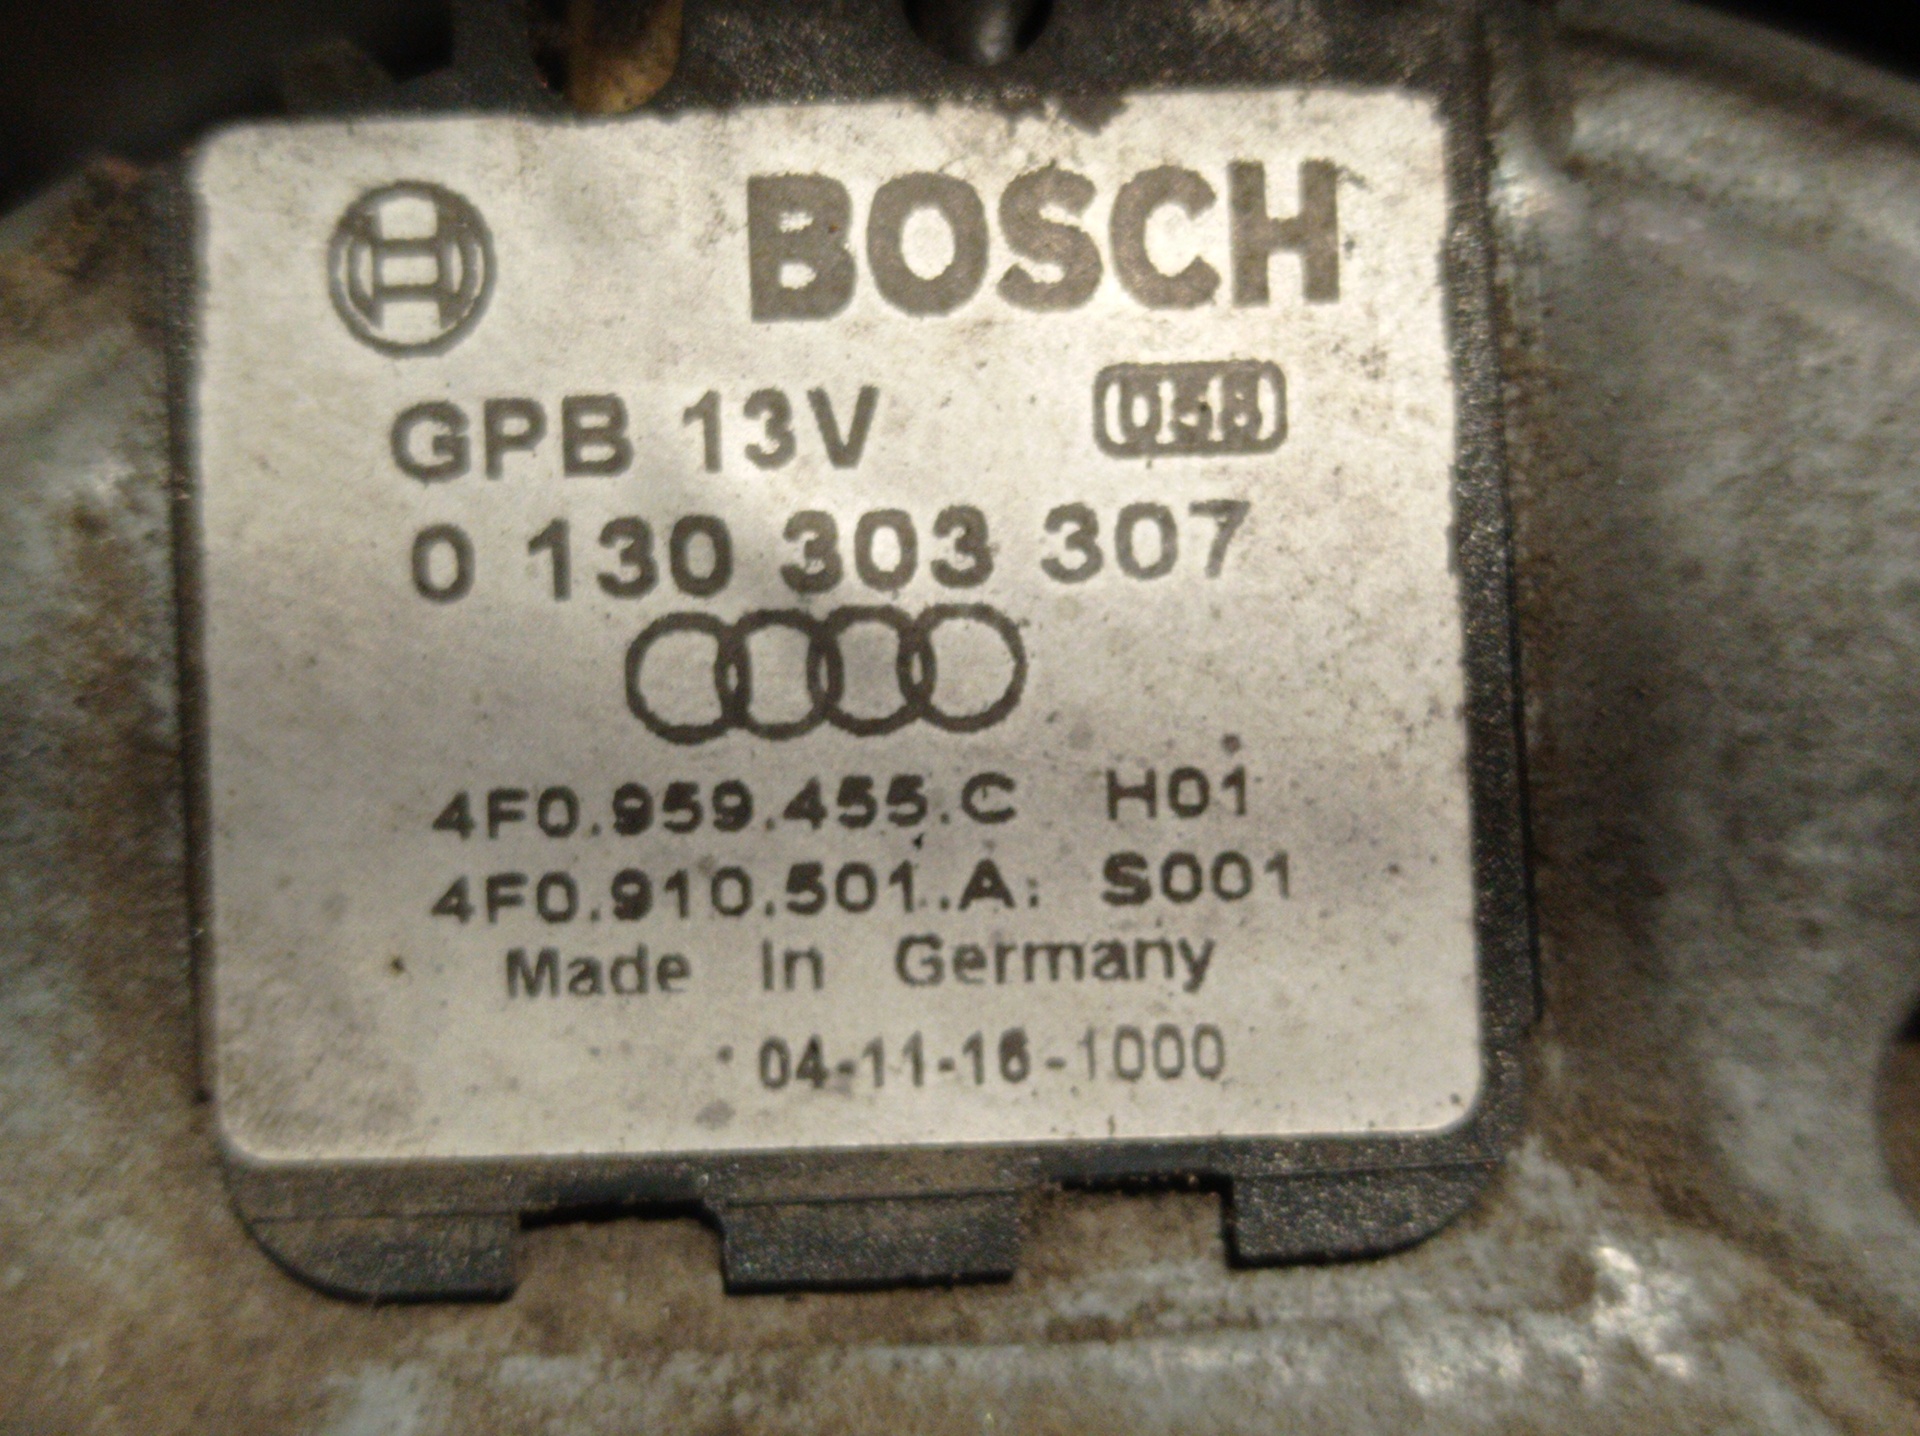 BOSCH
GPB 13V
0 130 303 307
4F0.959.455.C H01
4F0.910.501.A. S001
Made in Germany
04-11-16-1000